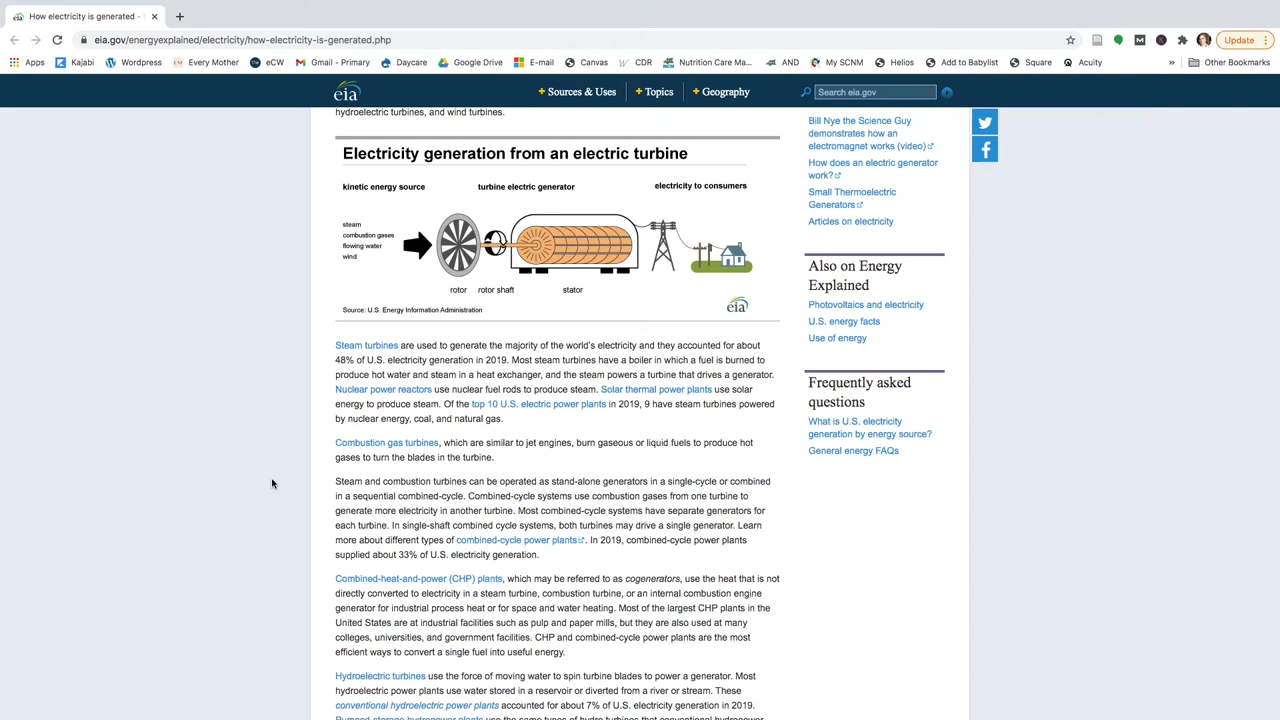 How electricity is generated -
eia.gov/energyexplained/electricity/how-electricity-is-generated.php
Update
Apps
Kajabi
Wordpress
Every Mother
eCW
Gmail - Primary
Daycare
Google Drive
E-mail
Canvas
CDR
Nutrition Care Ma...
AND
My SCNM
Helios
Add to Babylist
Square
Acuity
»
Other Bookmarks
eia
+ Sources & Uses
+ Topics
+ Geography
Search eia.gov
hydroelectric turbines, and wind turbines.
Electricity generation from an electric turbine
kinetic energy source
turbine electric generator
electricity to consumers
steam
combustion gases
flowing water
wind
rotor
rotor shaft
stator
Source: U.S. Energy Information Administration
eia
Steam turbines are used to generate the majority of the world's electricity and they accounted for about
48% of U.S. electricity generation in 2019. Most steam turbines have a boiler in which a fuel is burned to
produce hot water and steam in a heat exchanger, and the steam powers a turbine that drives a generator.
Nuclear power reactors use nuclear fuel rods to produce steam. Solar thermal power plants use solar
energy to produce steam. Of the top 10 U.S. electric power plants in 2019, 9 have steam turbines powered
by nuclear energy, coal, and natural gas.
Combustion gas turbines, which are similar to jet engines, burn gaseous or liquid fuels to produce hot
gases to turn the blades in the turbine.
Steam and combustion turbines can be operated as stand-alone generators in a single-cycle or combined
in a sequential combined-cycle. Combined-cycle systems use combustion gases from one turbine to
generate more electricity in another turbine. Most combined-cycle systems have separate generators for
each turbine. In single-shaft combined cycle systems, both turbines may drive a single generator. Learn
more about different types of combined-cycle power plants. In 2019, combined-cycle power plants
supplied about 33% of U.S. electricity generation.
Combined-heat-and-power (CHP) plants, which may be referred to as cogenerators, use the heat that is not
directly converted to electricity in a steam turbine, combustion turbine, or an internal combustion engine
generator for industrial process heat or for space and water heating. Most of the largest CHP plants in the
United States are at industrial facilities such as pulp and paper mills, but they are also used at many
colleges, universities, and government facilities. CHP and combined-cycle power plants are the most
efficient ways to convert a single fuel into useful energy.
Hydroelectric turbines use the force of moving water to spin turbine blades to power a generator. Most
hydroelectric power plants use water stored in a reservoir or diverted from a river or stream. These
conventional hydroelectric power plants accounted for about 7% of U.S. electricity generation in 2019.
Pumped-storage hydropower plants use the same types of hydro turbines that conventional hydropower
Bill Nye the Science Guy
demonstrates how an
electromagnet works (video)
How does an electric generator
work?
Small Thermoelectric
Generators
Articles on electricity
Also on Energy
Explained
Photovoltaics and electricity
U.S. energy facts
Use of energy
Frequently asked
questions
What is U.S. electricity
generation by energy source?
General energy FAQs